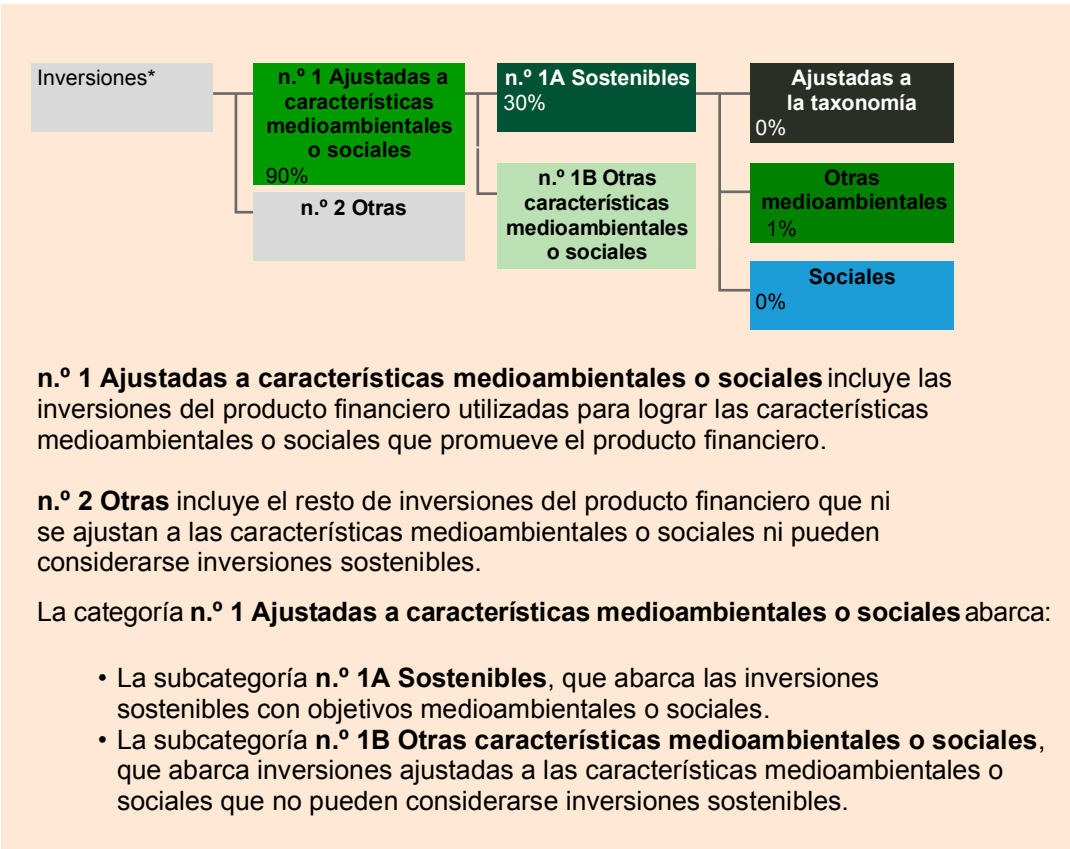 Inversiones*
n.º 1 Ajustadas a
características
medioambientales
o sociales
90%
n.º 2 Otras
n.º 1A Sostenibles
30%
n.º 1B Otras
características
medioambientales
o sociales
Ajustadas a
la taxonomía
0%
Otras
medioambientales
1%
Sociales
0%
n.º 1 Ajustadas a características medioambientales o sociales incluye las
inversiones del producto financiero utilizadas para lograr las características
medioambientales o sociales que promueve el producto financiero.
n.º 2 Otras incluye el resto de inversiones del producto financiero que ni
se ajustan a las características medioambientales o sociales ni pueden
considerarse inversiones sostenibles.
La categoría n.º 1 Ajustadas a características medioambientales o sociales abarca:
• La subcategoría n.º 1A Sostenibles, que abarca las inversiones
sostenibles con objetivos medioambientales o sociales.
• La subcategoría n.º 1B Otras características medioambientales o sociales,
que abarca inversiones ajustadas a las características medioambientales o
sociales que no pueden considerarse inversiones sostenibles.